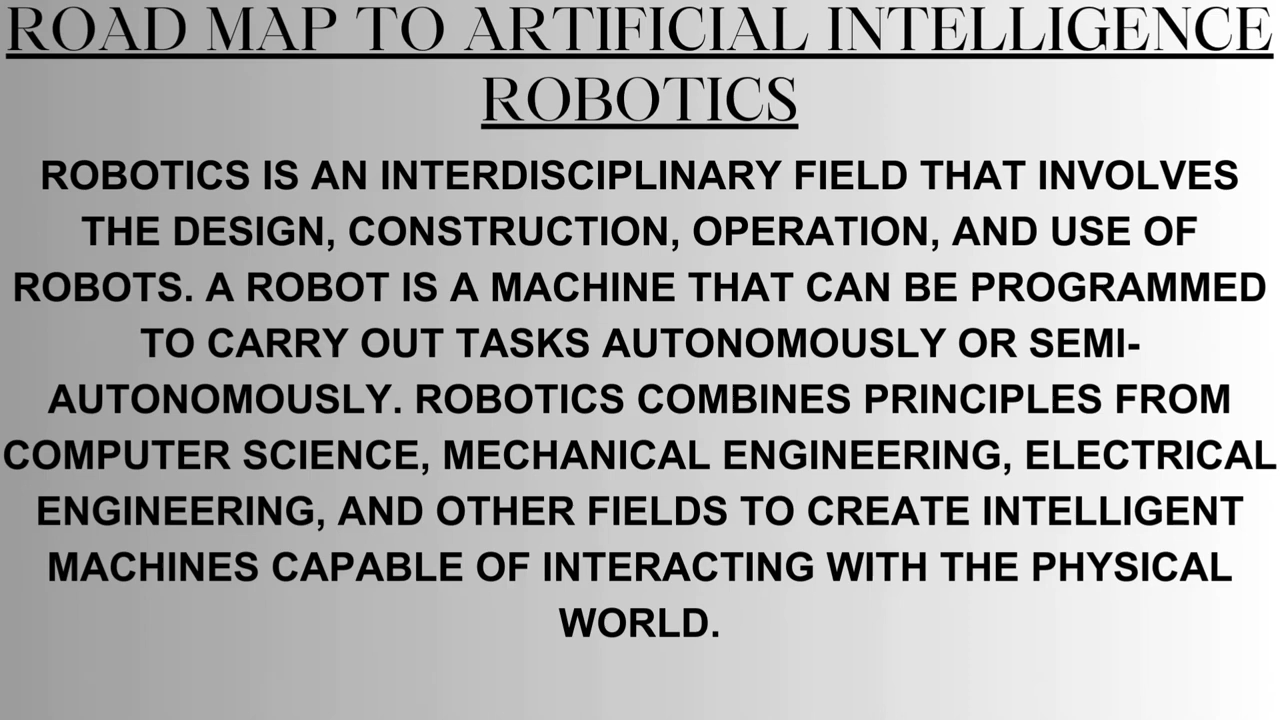 ROAD MAP TO ARTIFICIAL INTELLIGENCE
ROBOTICS
ROBOTICS IS AN INTERDISCIPLINARY FIELD THAT INVOLVES
THE DESIGN, CONSTRUCTION, OPERATION, AND USE OF
ROBOTS. A ROBOT IS A MACHINE THAT CAN BE PROGRAMMED
TO CARRY OUT TASKS AUTONOMOUSLY OR SEMI-
AUTONOMOUSLY. ROBOTICS COMBINES PRINCIPLES FROM
COMPUTER SCIENCE, MECHANICAL ENGINEERING, ELECTRICAL
ENGINEERING, AND OTHER FIELDS TO CREATE INTELLIGENT
MACHINES CAPABLE OF INTERACTING WITH THE PHYSICAL
WORLD.